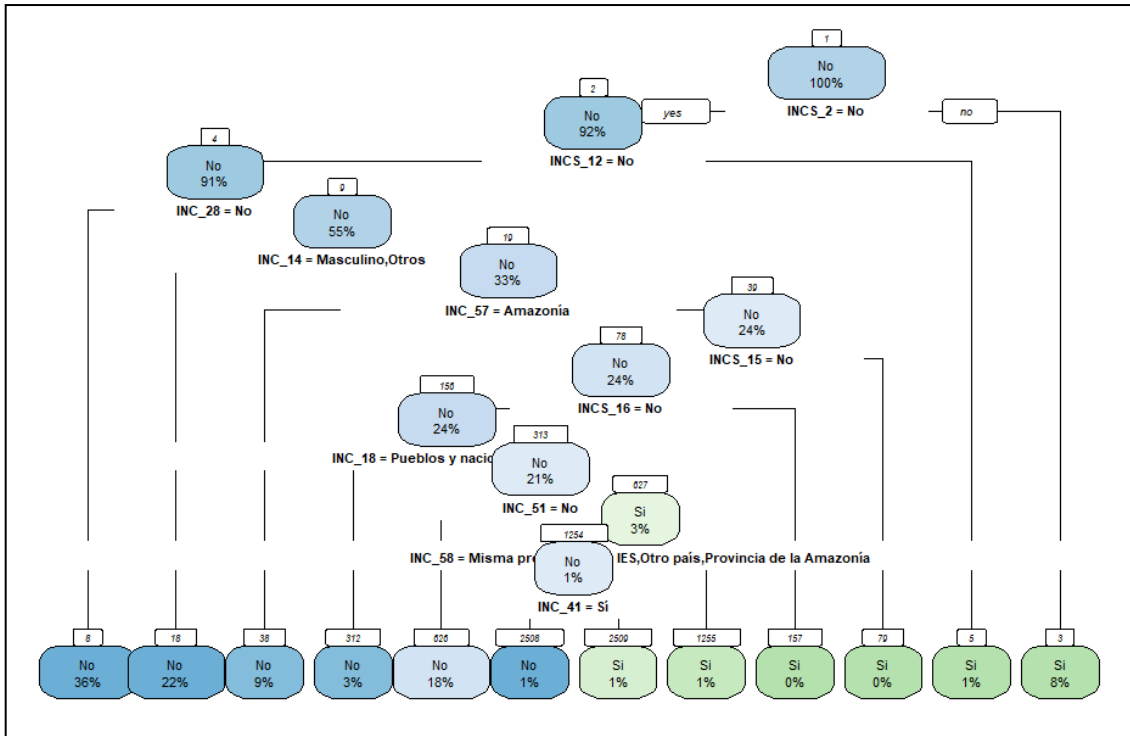 1
No
100%
INCS_2 = No
yes
no
2
No
92%
INCS_12 = No
4
No
91%
INC_28 = No
9
No
55%
INC_14 = Masculino,Otros
19
No
33%
INC_57 = Amazonía
39
No
24%
INCS_15 = No
78
No
24%
INCS_16 = No
156
No
24%
INC_18 = Pueblos y nacio
313
No
21%
INC_51 = No
627
Si
3%
INC_58 = Misma pro IES,Otro país,Provincia de la Amazonía
1254
No
1%
INC_41 = Sí
8
No
36%
18
No
22%
38
No
9%
312
No
3%
626
No
18%
2508
No
1%
2509
Si
1%
1255
Si
1%
157
Si
0%
79
Si
0%
5
Si
1%
3
Si
8%